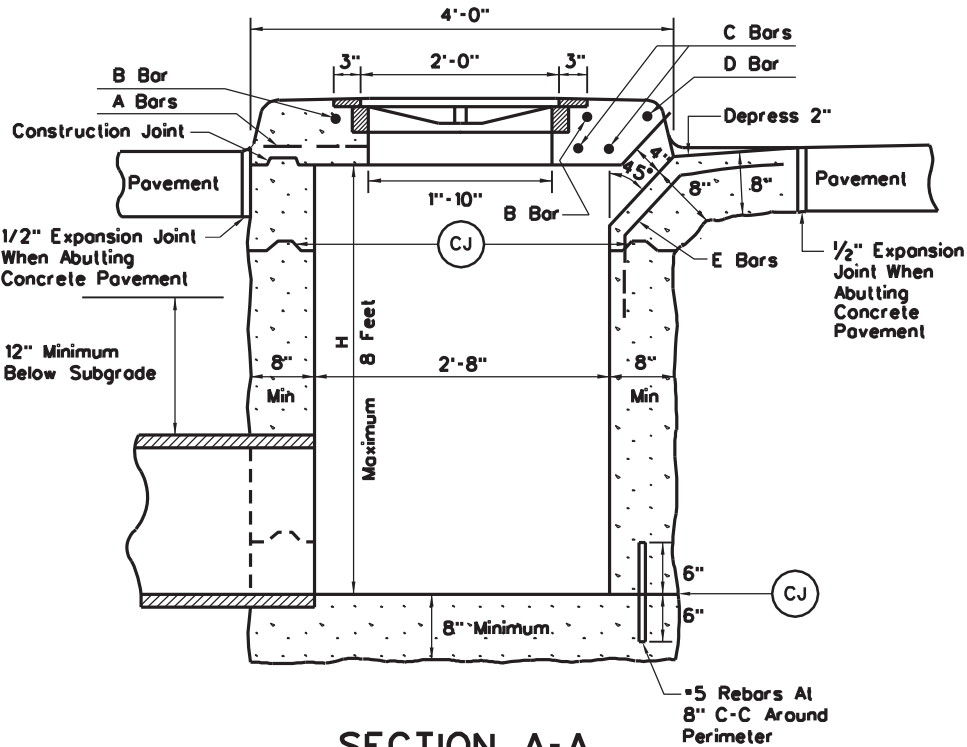 4'-0"
C Bars
3"
2'-0"
3"
B Bar
D Bar
A Bars
Construction Joint
Depress 2"
4"
45°
Pavement
8"
8"
Pavement
1'-10"
B Bar
1/2" Expansion Joint
When Abutting
Concrete Pavement
CJ
E Bars
1/2" Expansion
Joint When
Abutting
Concrete
Pavement
12" Minimum
Below Subgrade
H
8 Feet
Maximum
8"
Min
2'-8"
8"
Min
6"
6"
CJ
8" Minimum
#5 Rebars At
8" C-C Around
Perimeter
SECTION A-A